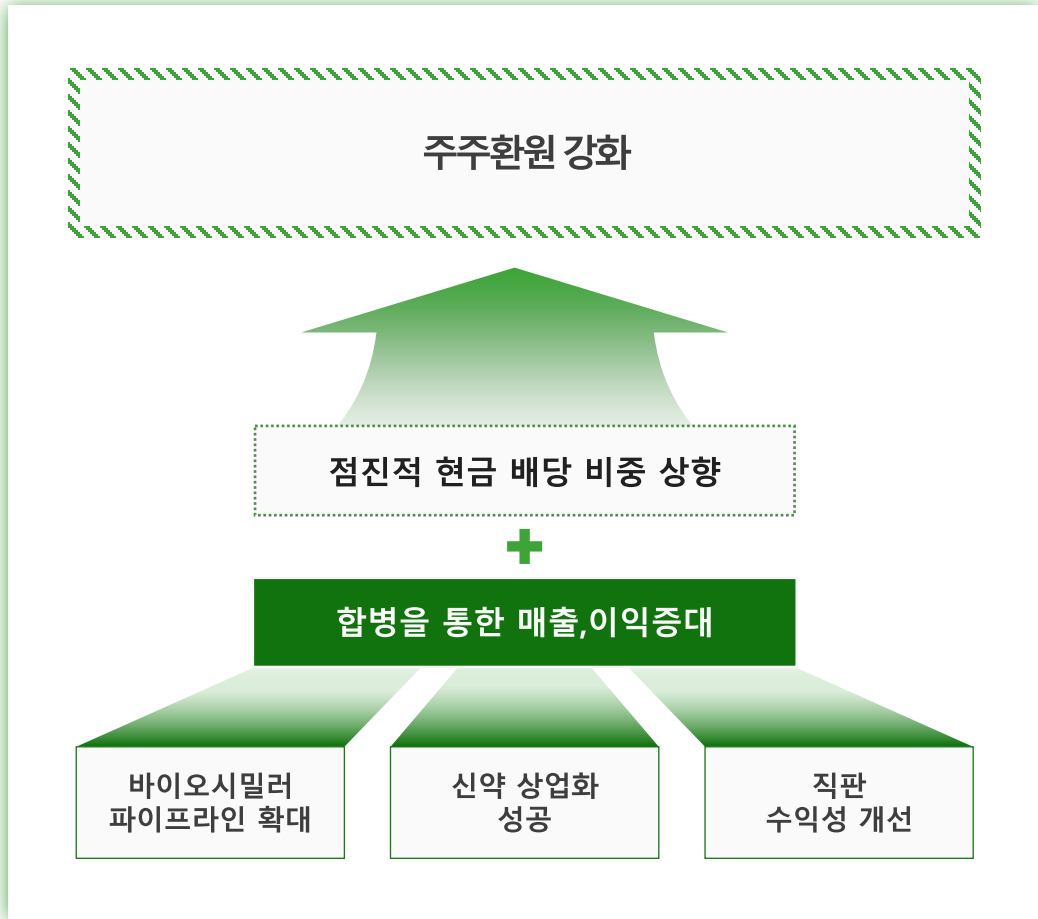 주주환원 강화
점진적 현금 배당 비중 상향
합병을 통한 매출,이익증대
바이오시밀러
파이프라인 확대
신약 상업화
성공
직판
수익성 개선